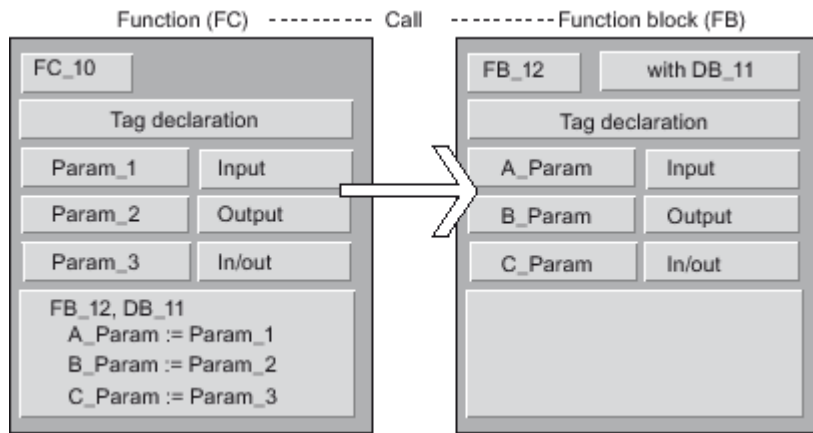 Function (FC) ---------- Call ---------- Function block (FB)
FC_10
Tag declaration
Param_1 Input
Param_2 Output
Param_3 In/out
FB_12, DB_11
A_Param := Param_1
B_Param := Param_2
C_Param := Param_3
FB_12 with DB_11
Tag declaration
A_Param Input
B_Param Output
C_Param In/out